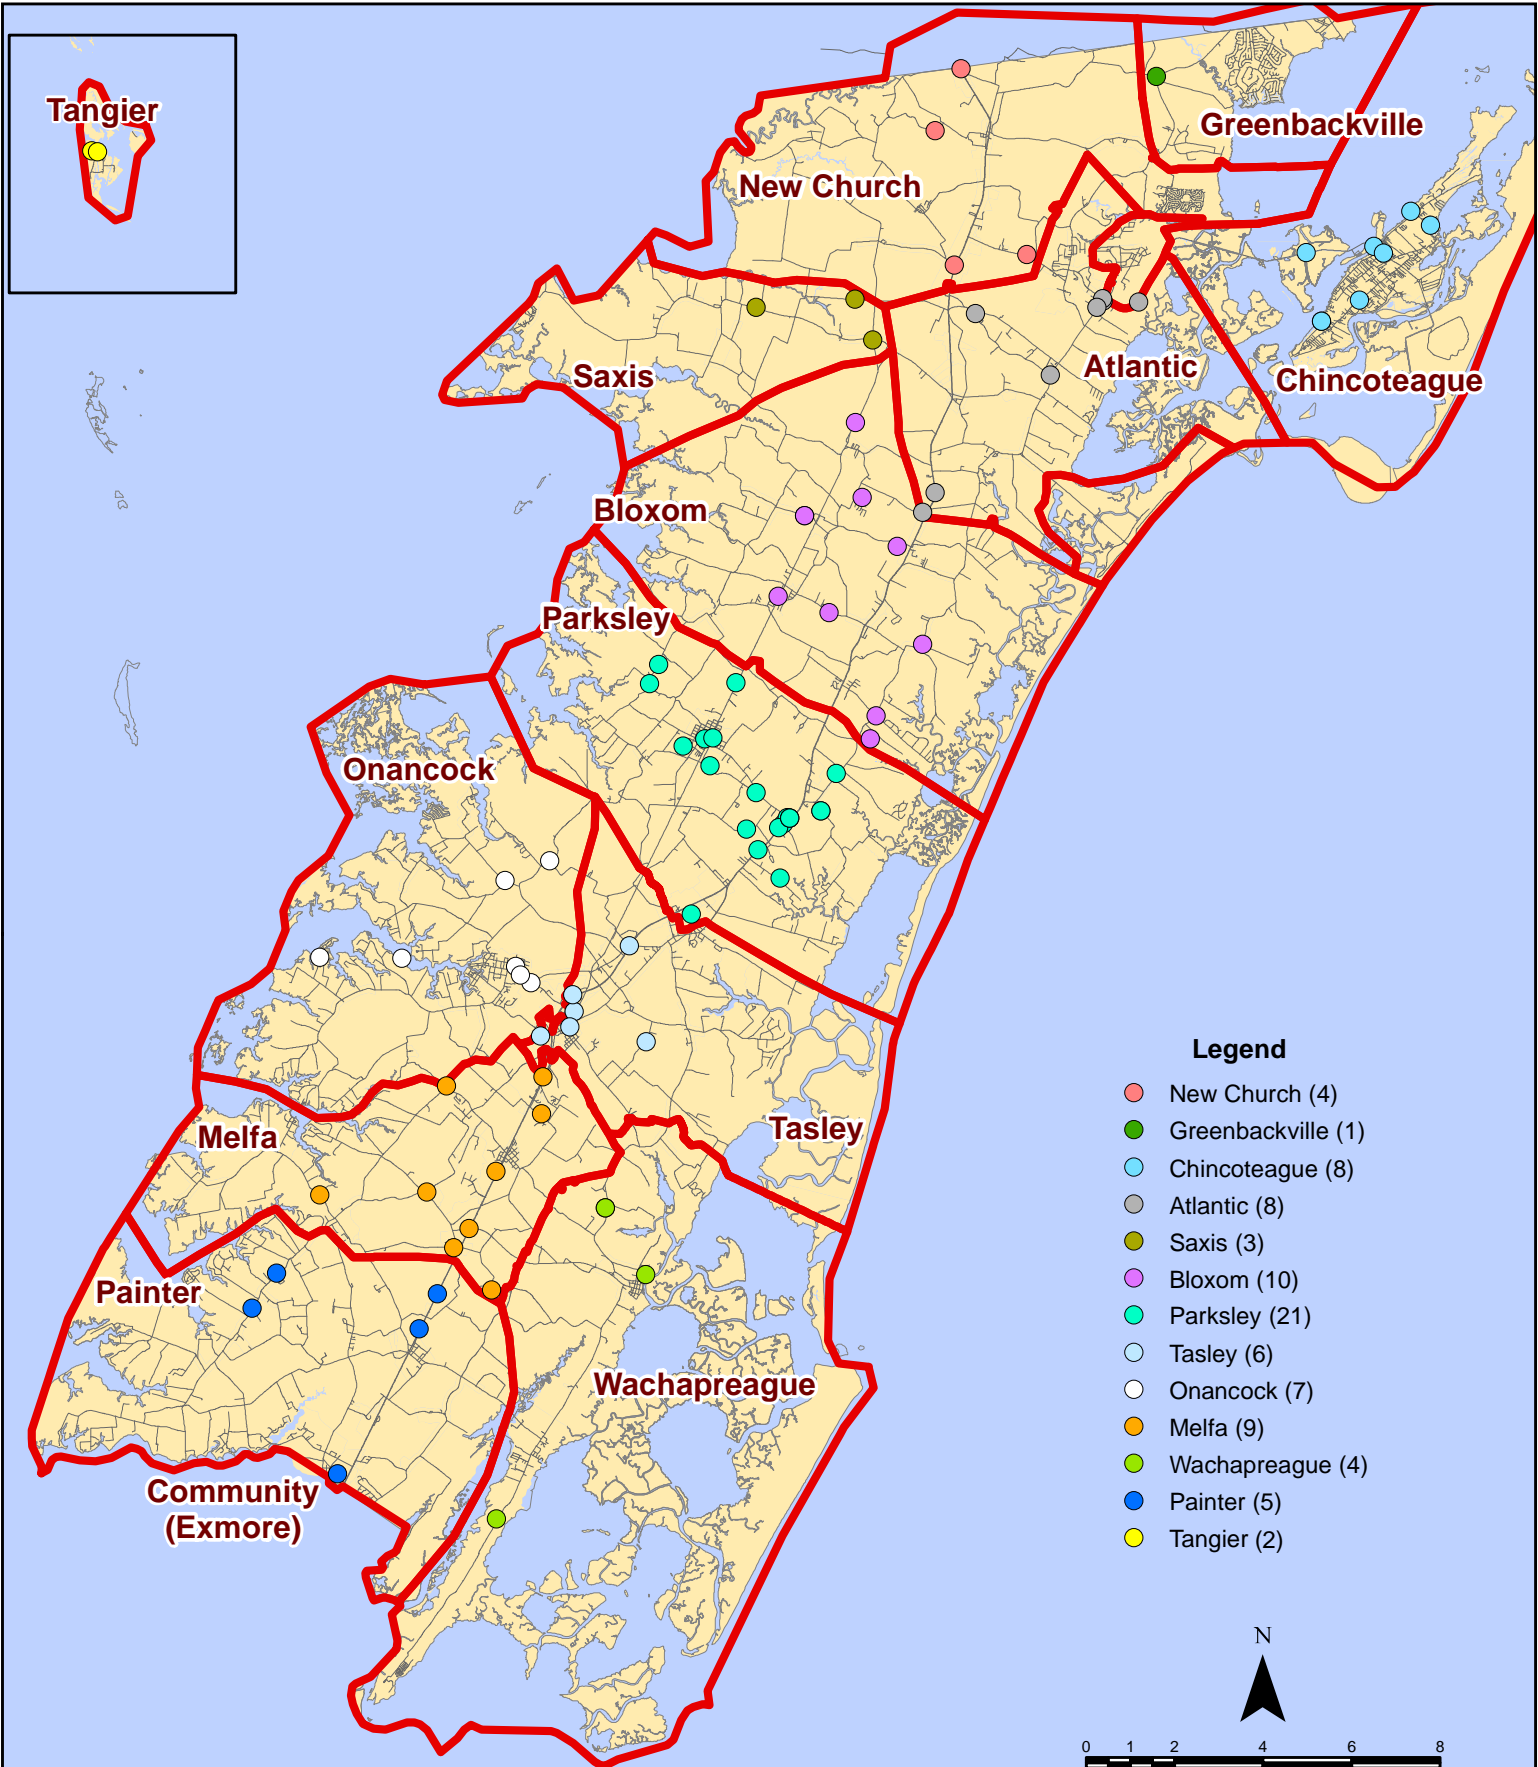 Tangier
Greenbackville
New Church
Atlantic
Saxis
Chincoteague
Bloxom
Parksley
Onancock
Tasley
Melfa
Painter
Wachapreague
Community
(Exmore)
Legend
New Church (4)
Greenbackville (1)
Chincoteague (8)
Atlantic (8)
Saxis (3)
Bloxom (10)
Parksley (21)
Tasley (6)
Onancock (7)
Melfa (9)
Wachapreague (4)
Painter (5)
Tangier (2)
N
0 1 2 4 6 8